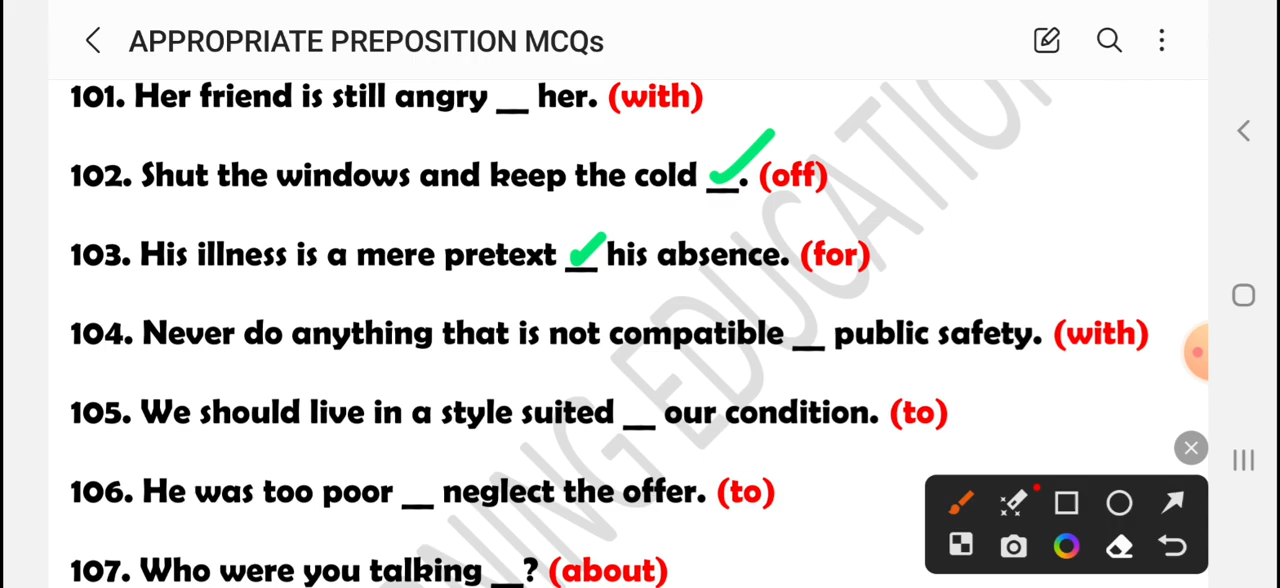 APPROPRIATE PREPOSITION MCQs
101. Her friend is still angry __ her. (with)
102. Shut the windows and keep the cold __. (off)
103. His illness is a mere pretext __ his absence. (for)
104. Never do anything that is not compatible __ public safety. (with)
105. We should live in a style suited __ our condition. (to)
106. He was too poor __ neglect the offer. (to)
107. Who were you talking __? (about)